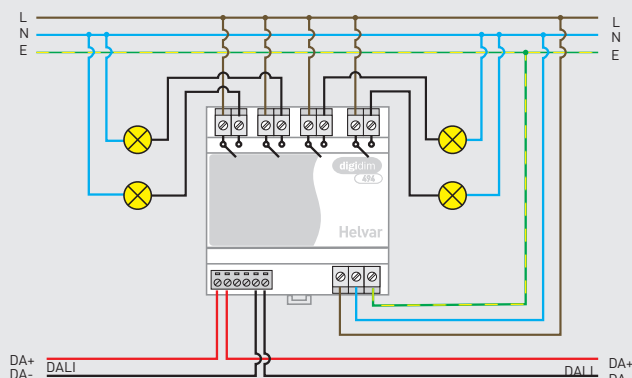 L
N
E
L
N
E
digidim
494
Helvar
DA+
DALI
DA-
DALI
DA+
DA-